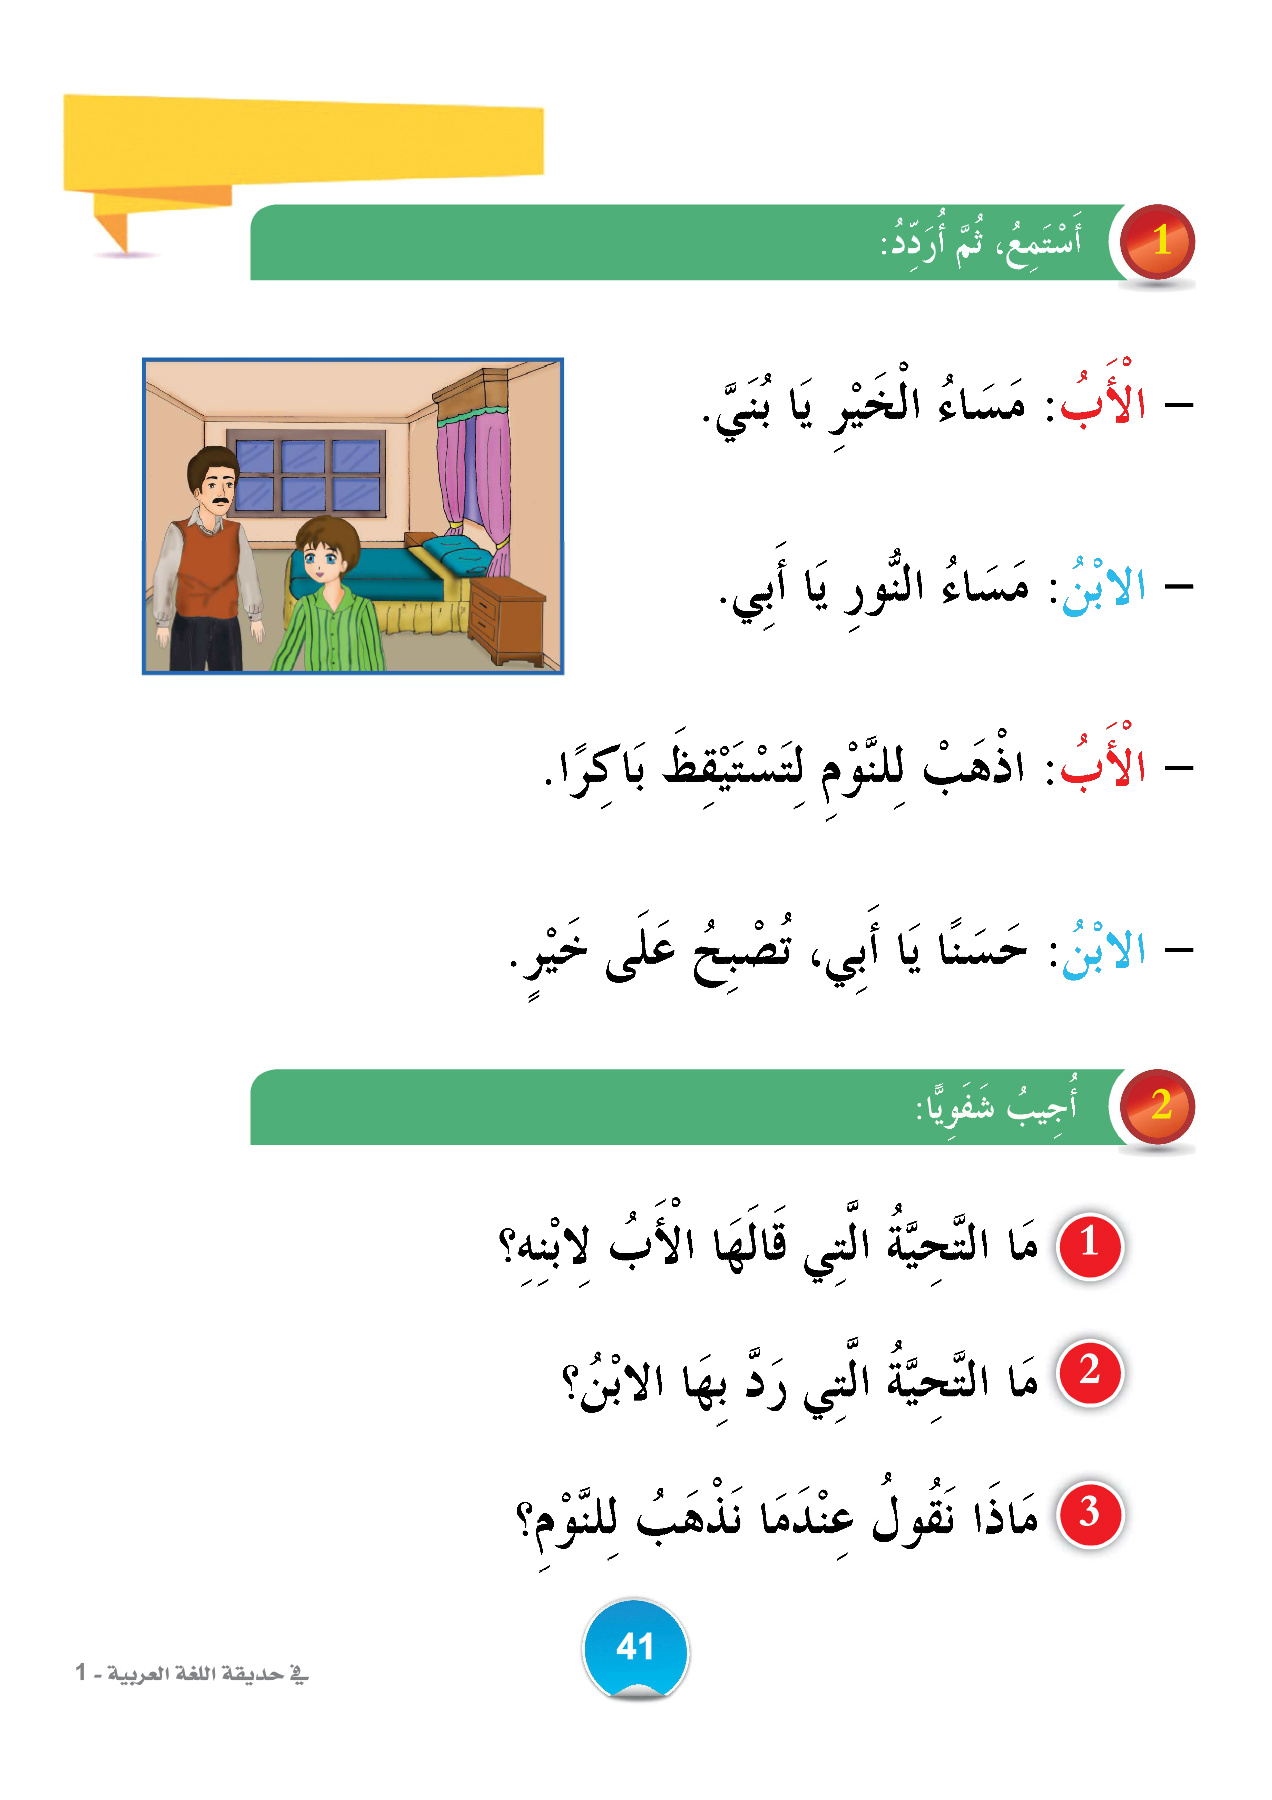 1 أَسْتَمِعُ، ثُمَّ أُرَدِّدُ:
– الْأَبُ: مَسَاءُ الْخَيْرِ يَا بُنَيَّ.
– الابْنُ: مَسَاءُ النُّورِ يَا أَبِي.
– الْأَبُ: اذْهَبْ لِلنَّوْمِ لِتَسْتَيْقِظَ بَاكِرًا.
– الابْنُ: حَسَنًا يَا أَبِي، تُصْبِحُ عَلَى خَيْرٍ.
2 أُجِيبُ شَفَوِيًّا:
1 مَا التَّحِيَّةُ الَّتِي قَالَهَا الْأَبُ لِابْنِهِ؟
2 مَا التَّحِيَّةُ الَّتِي رَدَّ بِهَا الابْنُ؟
3 مَاذَا نَقُولُ عِنْدَمَا نَذْهَبُ لِلنَّوْمِ؟
41
في حديقة اللغة العربية - 1